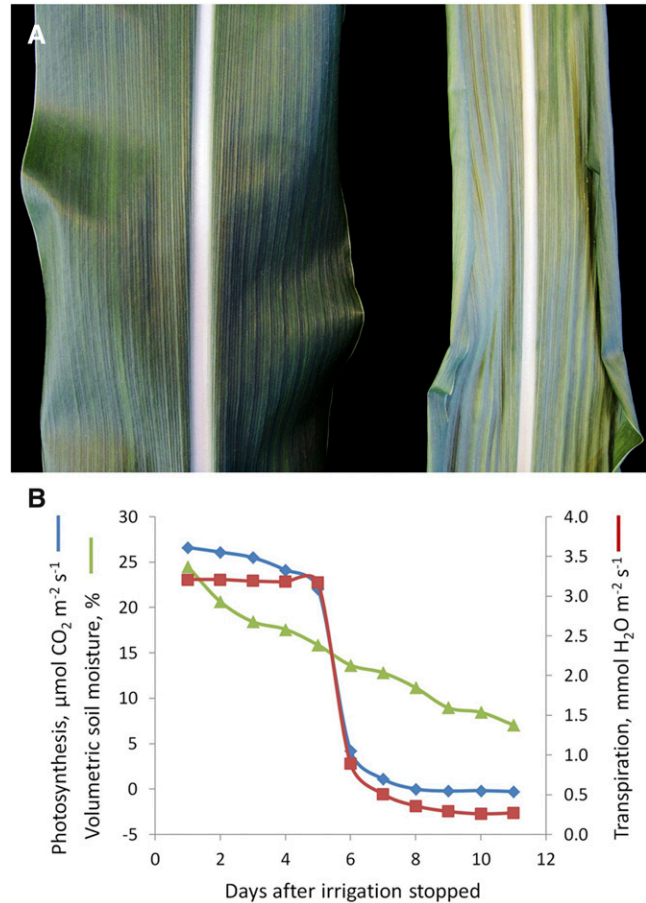 A
B
Photosynthesis, µmol CO₂ m⁻² s⁻¹
Volumetric soil moisture, %
30
25
20
15
10
5
0
-5
4.0
3.5
3.0
2.5
2.0
1.5
1.0
0.5
0.0
Transpiration, mmol H₂O m⁻² s⁻¹
0 2 4 6 8 10 12
Days after irrigation stopped